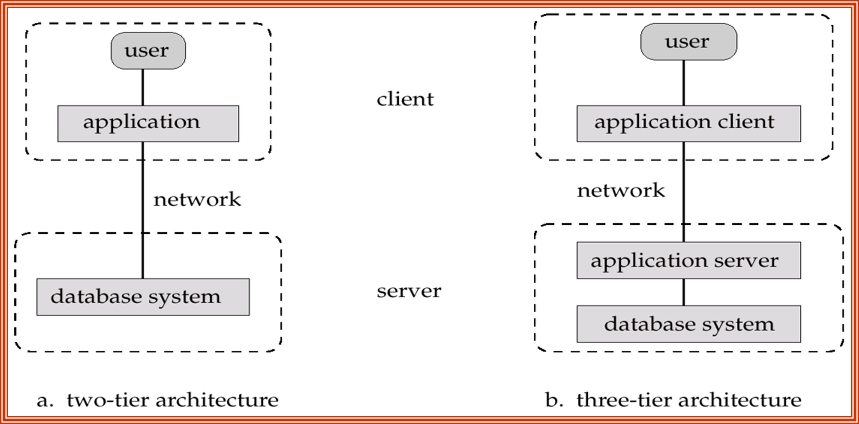 user
application
network
database system
a. two-tier architecture
client
server
user
application client
network
application server
database system
b. three-tier architecture